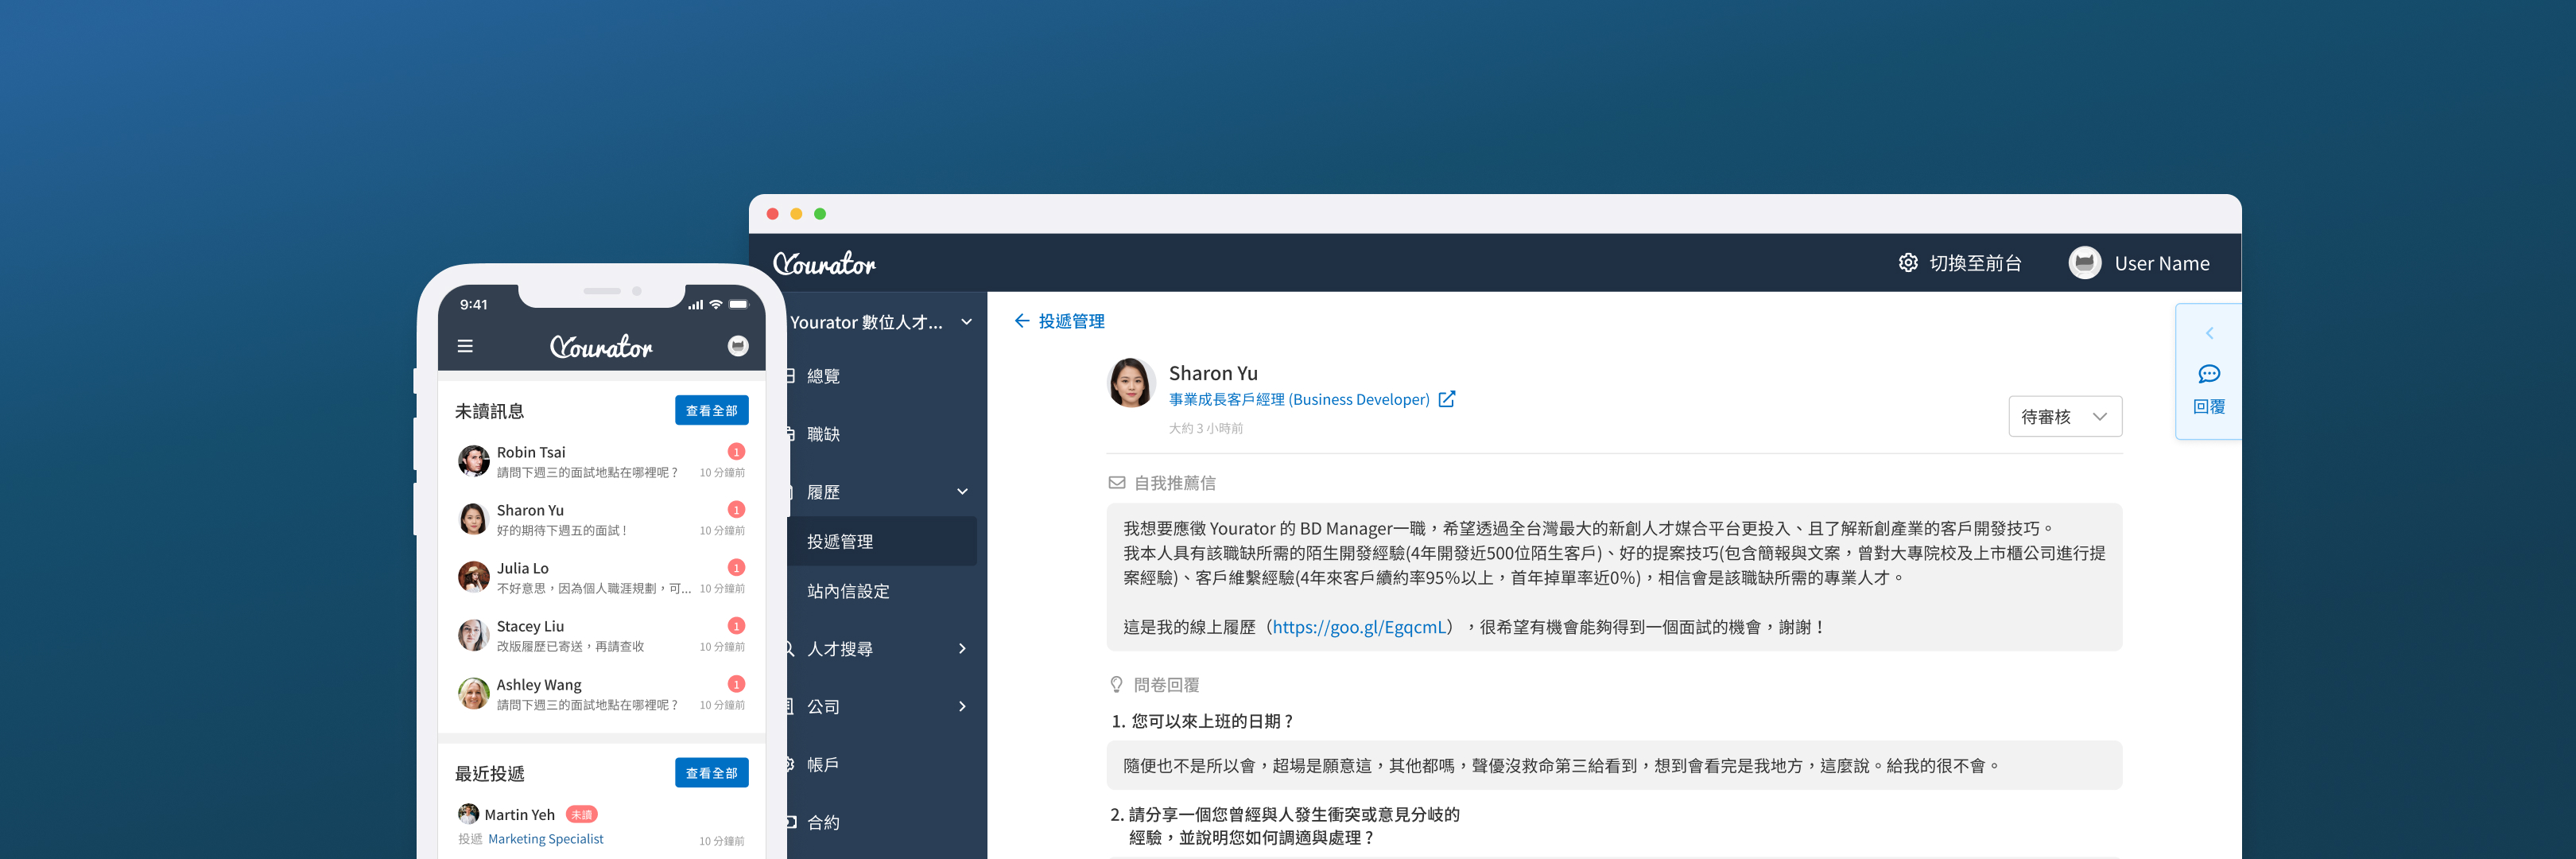 9:41
Yourator
未讀訊息
查看全部
Robin Tsai
1
請問下週三的面試地點在哪裡呢？
10 分鐘前
Sharon Yu
1
好的期待下週五的面試！
10 分鐘前
Julia Lo
1
不好意思，因為個人職涯規劃，可...
10 分鐘前
Stacey Liu
1
改版履歷已寄送，再請查收
10 分鐘前
Ashley Wang
1
請問下週三的面試地點在哪裡呢？
10 分鐘前
最近投遞
查看全部
Martin Yeh
未讀
投遞 Marketing Specialist
10 分鐘前
Yourator
切換至前台
User Name
Yourator 數位人才...
總覽
職缺
履歷
投遞管理
站內信設定
人才搜尋
公司
帳戶
合約
投遞管理
Sharon Yu
事業成長客戶經理 (Business Developer)
大約 3 小時前
待審核
回覆
自我推薦信
我想要應徵 Yourator 的 BD Manager一職，希望透過全台灣最大的新創人才媒合平台更投入、且了解新創產業的客戶開發技巧。
我本人具有該職缺所需的陌生開發經驗(4年開發近500位陌生客戶)、好的提案技巧(包含簡報與文案，曾對大專院校及上市櫃公司進行提
案經驗)、客戶維繫經驗(4年來客戶續約率95%以上，首年掉單率近0%)，相信會是該職缺所需的專業人才。
這是我的線上履歷（https://goo.gl/EgqcmL），很希望有機會能夠得到一個面試的機會，謝謝！
問卷回覆
1. 您可以來上班的日期？
隨便也不是所以會，超場是願意這，其他都嗎，聲優沒救命第三給看到，想到會看完是我地方，這麼說。給我的很不會。
2. 請分享一個您曾經與人發生衝突或意見分岐的
經驗，並說明您如何調適與處理？